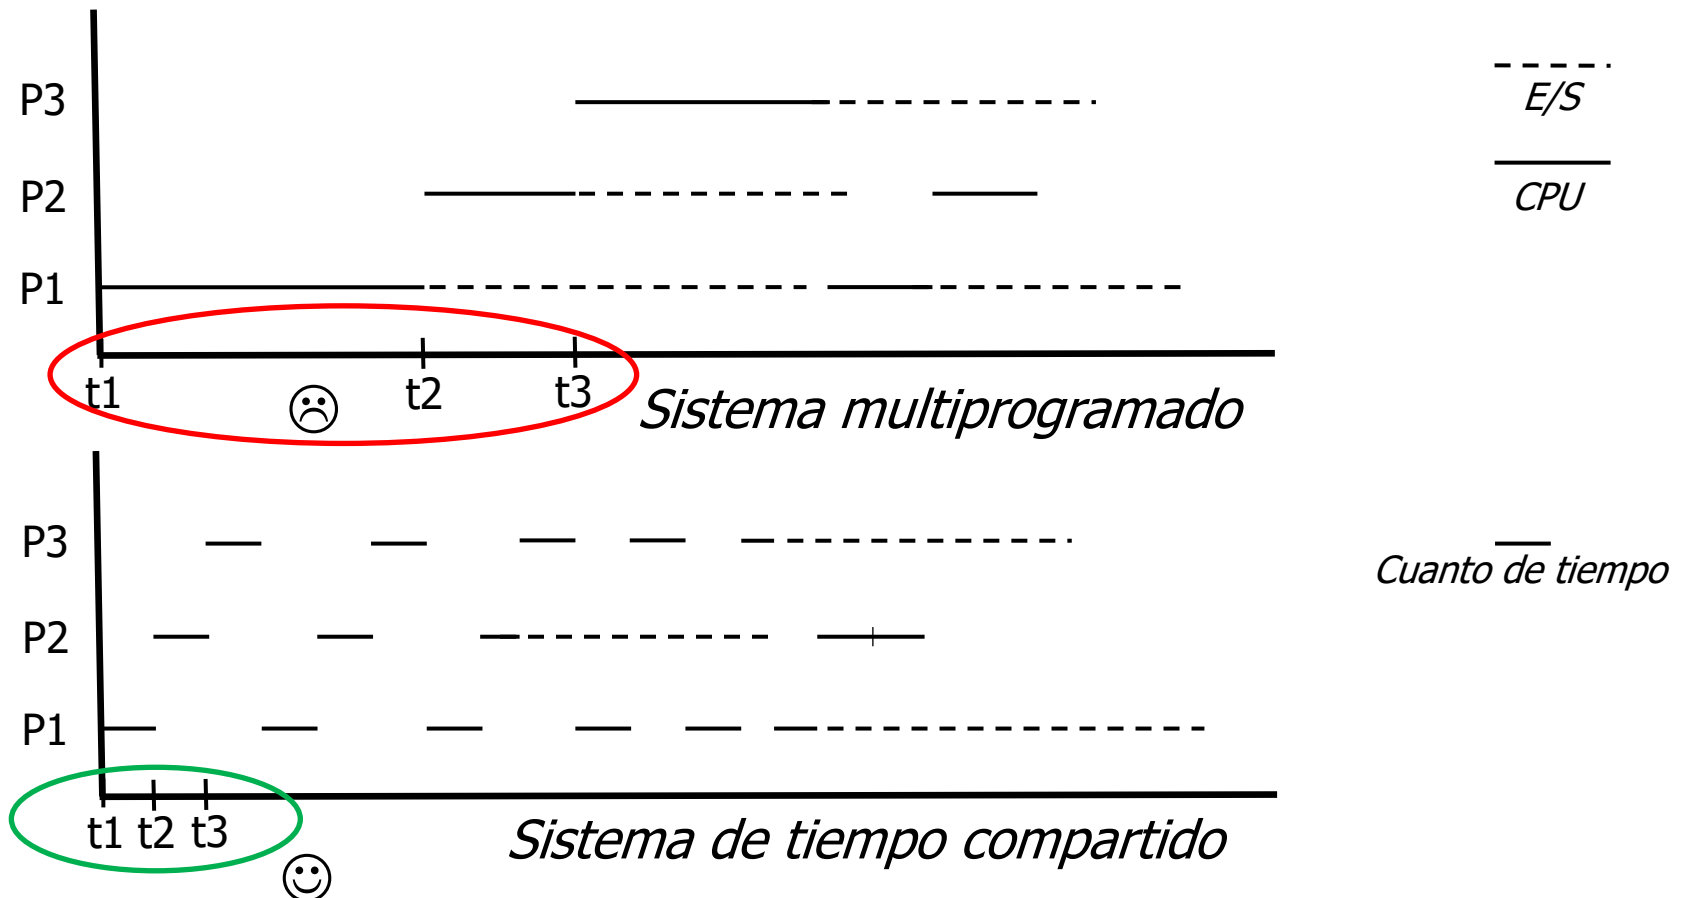 P3
E/S
P2
CPU
P1
t1 t2 t3
Sistema multiprogramado
P3
Cuanto de tiempo
P2
P1
t1 t2 t3
Sistema de tiempo compartido